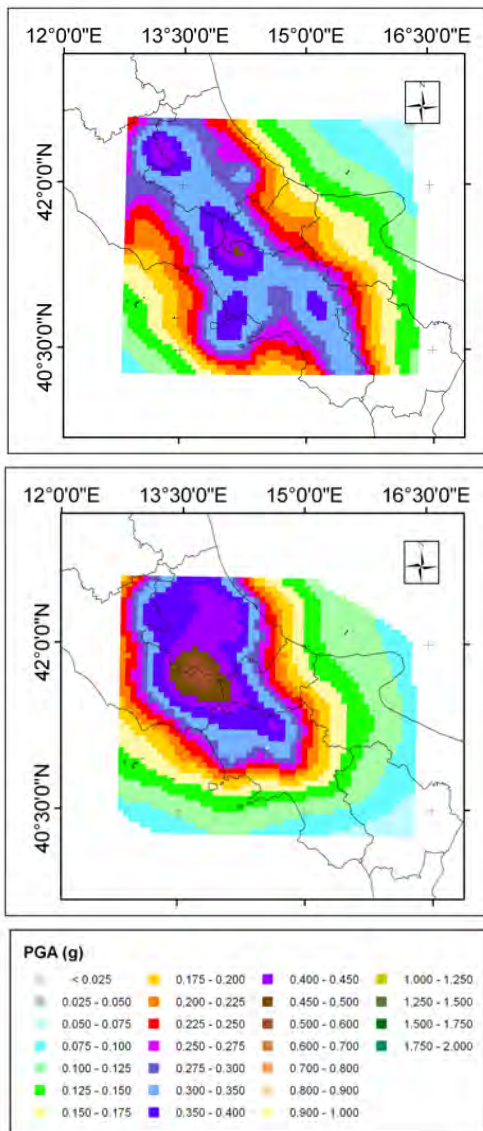 12°0'0"E 13°30'0"E 15°0'0"E 16°30'0"E
N
42°0'0"N
40°30'0"N
12°0'0"E 13°30'0"E 15°0'0"E 16°30'0"E
42°0'0"N
40°30'0"N
PGA (g)
< 0.025 0.175 - 0.200 0.400 - 0.450 1.000 - 1.250
0.025 - 0.050 0.200 - 0.225 0.450 - 0.500 1.250 - 1.500
0.050 - 0.075 0.225 - 0.250 0.500 - 0.600 1.500 - 1.750
0.075 - 0.100 0.250 - 0.275 0.600 - 0.700 1.750 - 2.000
0.100 - 0.125 0.275 - 0.300 0.700 - 0.800
0.125 - 0.150 0.300 - 0.350 0.800 - 0.900
0.150 - 0.175 0.350 - 0.400 0.900 - 1.000